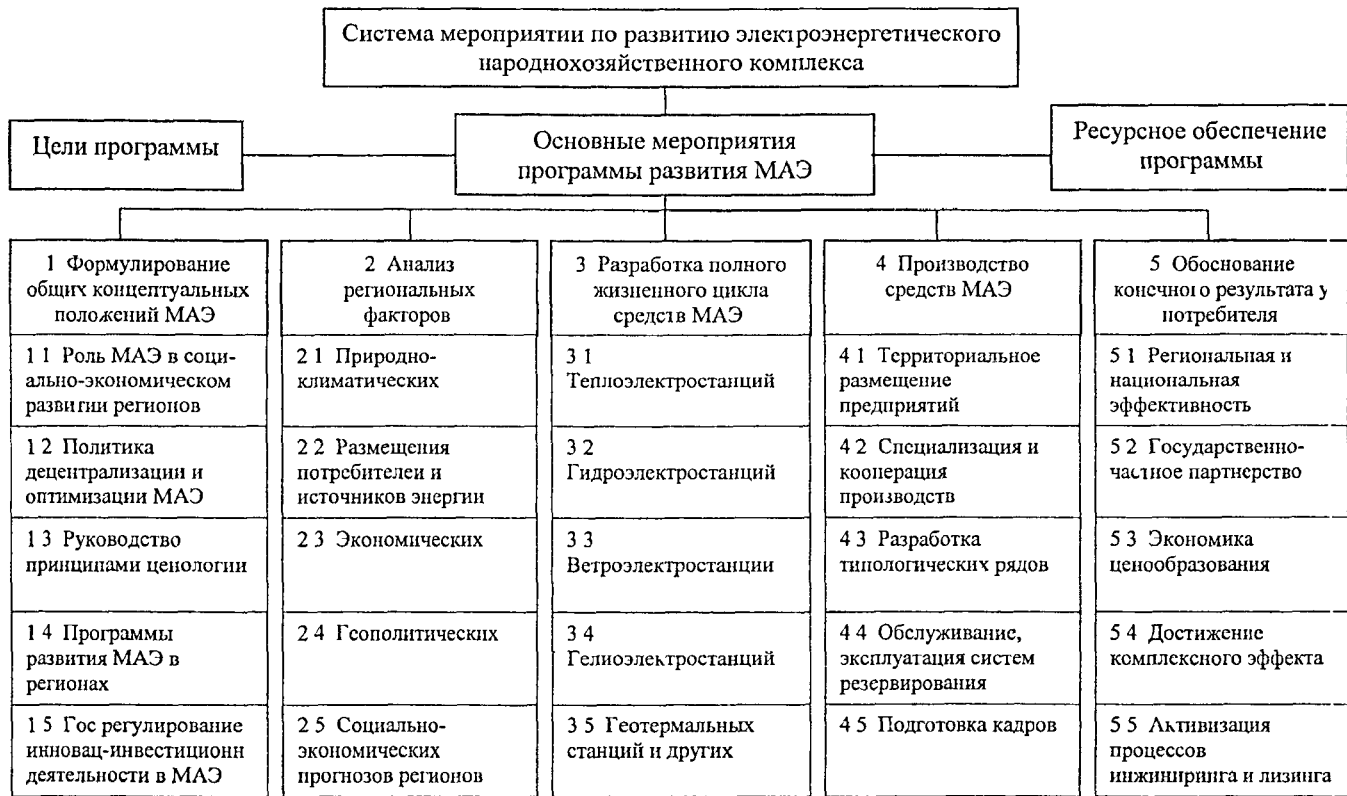 Система мероприятии по развитию электроэнергетического
народнохозяйственного комплекса
Цели программы
Основные мероприятия
программы развития МАЭ
Ресурсное обеспечение
программы
1 Формулирование
общих концептуальных
положений МАЭ
2 Анализ
региональных
факторов
3 Разработка полного
жизненного цикла
средств МАЭ
4 Производство
средств МАЭ
5 Обоснование
конечного результата у
потребителя
1 1 Роль МАЭ в соци-
ально-экономическом
развитии регионов
2 1 Природно-
климатических
3 1
Теплоэлектростанций
4 1 Территориальное
размещение
предприятий
5 1 Региональная и
национальная
эффективность
1 2 Политика
децентрализации и
оптимизации МАЭ
2 2 Размещения
потребителеи и
источников энергии
3 2
Гидроэлектростанций
4 2 Специализация и
кооперация
производств
5 2 Государственно-
частное партнерство
1 3 Руководство
принципами ценологии
2 3 Экономических
3 3
Ветроэлектростанции
4 3 Разработка
типологических рядов
5 3 Экономика
ценообразования
1 4 Программы
развития МАЭ в
регионах
2 4 Геополитических
3 4
Гелиоэлектростанций
4 4 Обслуживание,
эксплуатация систем
резервирования
5 4 Достижение
комплексного эффекта
1 5 Гос регулирование
инновац-инвестиционн
деятельности в МАЭ
2 5 Социально-
экономических
прогнозов регионов
3 5 Геотермальных
станций и других
4 5 Подготовка кадров
5 5 Активизация
процессов
инжиниринга и лизинга